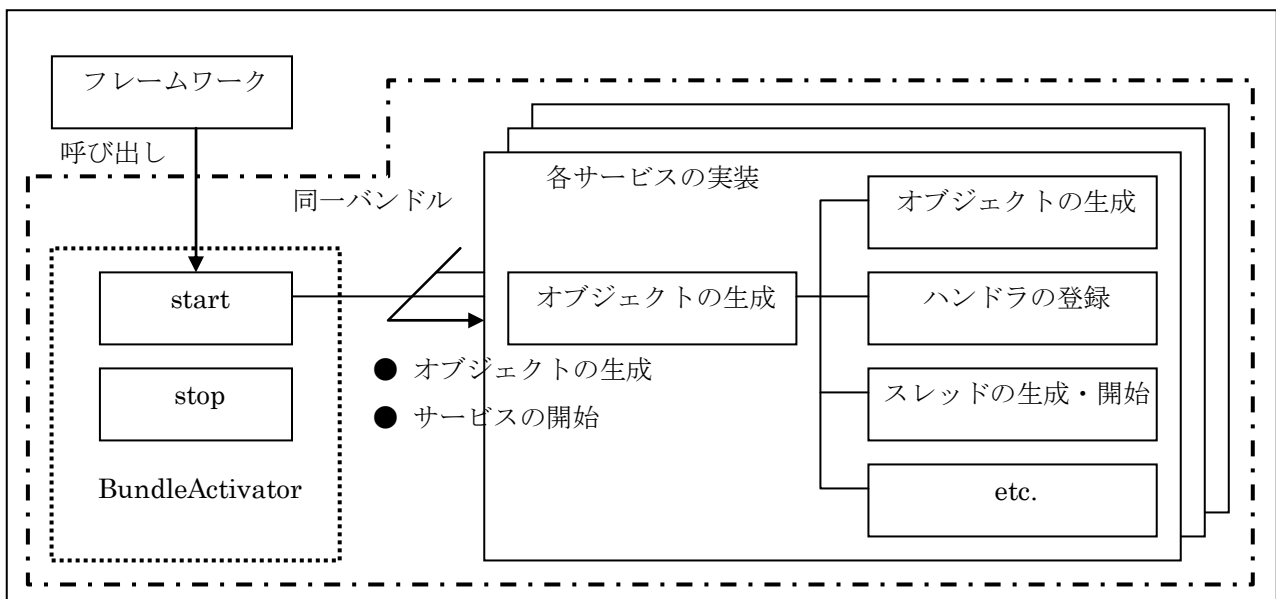 フレームワーク
呼び出し
同一バンドル
start
stop
BundleActivator
● オブジェクトの生成
● サービスの開始
各サービスの実装
オブジェクトの生成
オブジェクトの生成
ハンドラの登録
スレッドの生成・開始
etc.